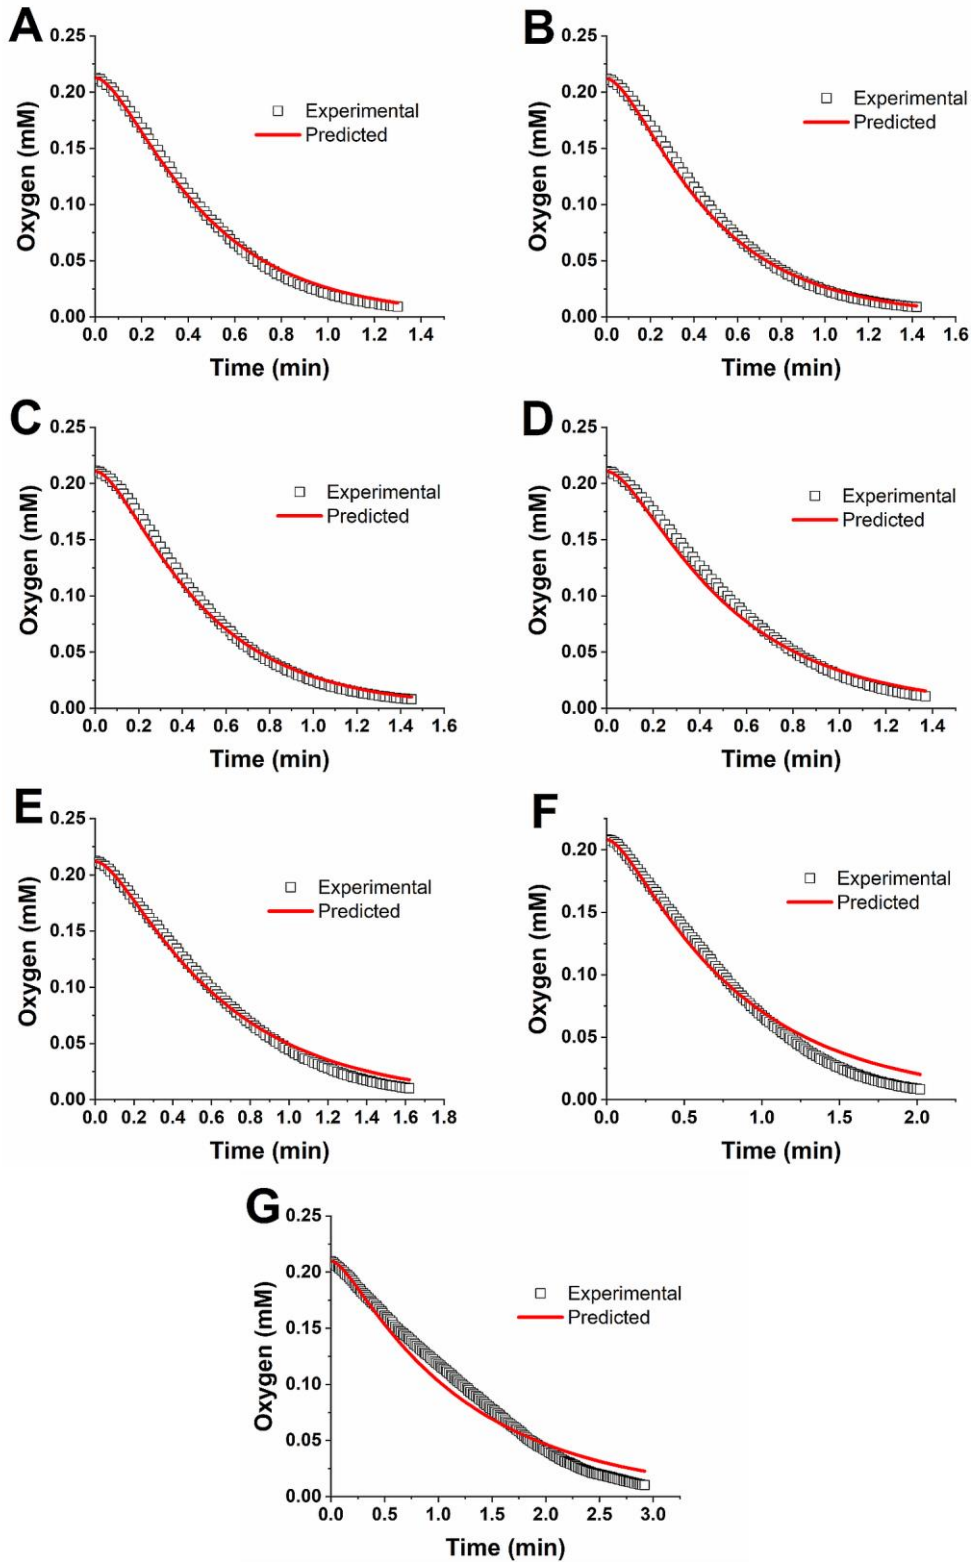 A
0.25
0.20
0.15
0.10
0.05
0.00
Oxygen (mM)
Experimental
Predicted
0.0 0.2 0.4 0.6 0.8 1.0 1.2 1.4
Time (min)
B
0.25
0.20
0.15
0.10
0.05
0.00
Oxygen (mM)
Experimental
Predicted
0.0 0.2 0.4 0.6 0.8 1.0 1.2 1.4 1.6
Time (min)
C
0.25
0.20
0.15
0.10
0.05
0.00
Oxygen (mM)
Experimental
Predicted
0.0 0.2 0.4 0.6 0.8 1.0 1.2 1.4 1.6
Time (min)
D
0.25
0.20
0.15
0.10
0.05
0.00
Oxygen (mM)
Experimental
Predicted
0.0 0.2 0.4 0.6 0.8 1.0 1.2 1.4
Time (min)
E
0.25
0.20
0.15
0.10
0.05
0.00
Oxygen (mM)
Experimental
Predicted
0.0 0.2 0.4 0.6 0.8 1.0 1.2 1.4 1.6 1.8
Time (min)
F
0.20
0.15
0.10
0.05
0.00
Oxygen (mM)
Experimental
Predicted
0.0 0.5 1.0 1.5 2.0
Time (min)
G
0.25
0.20
0.15
0.10
0.05
0.00
Oxygen (mM)
Experimental
Predicted
0.0 0.5 1.0 1.5 2.0 2.5 3.0
Time (min)